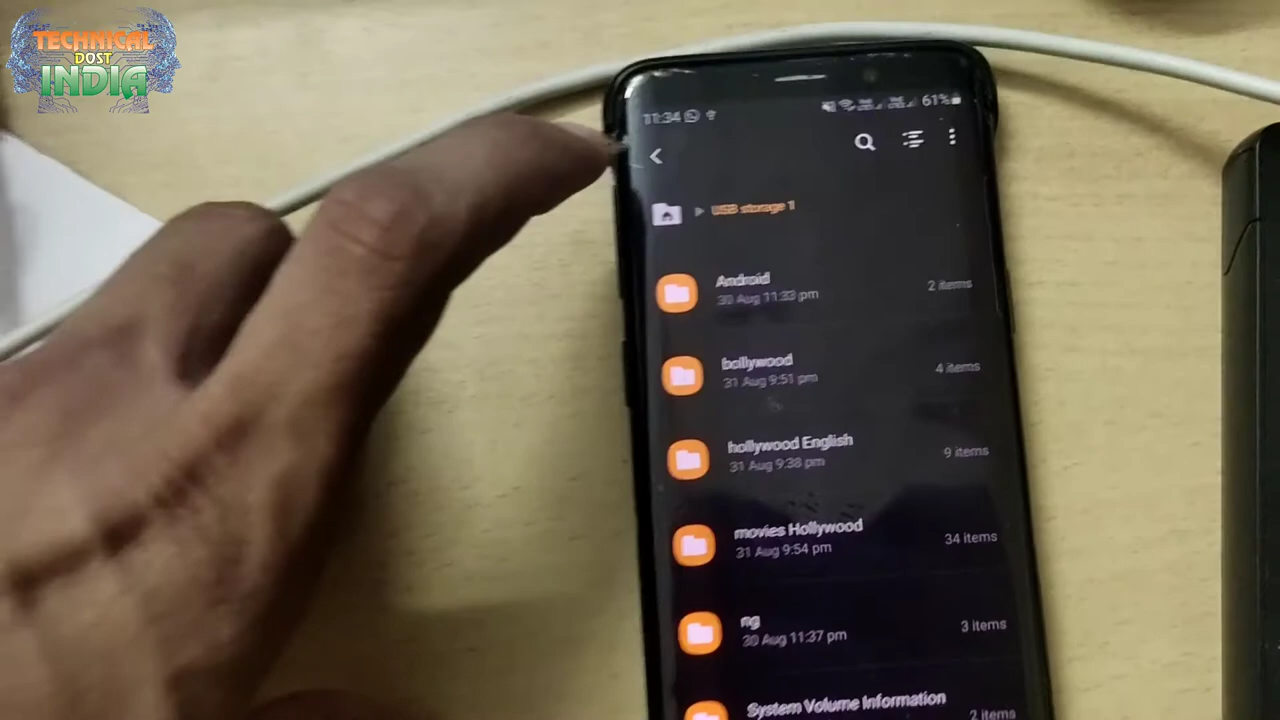 TECHNICAL
DOST
INDIA
11:34
61%
USB storage 1
Android
30 Aug 11:33 pm
2 items
bollywood
31 Aug 9:51 pm
4 items
hollywood English
31 Aug 9:38 pm
9 items
movies Hollywood
31 Aug 9:54 pm
34 items
ng
30 Aug 11:37 pm
3 items
System Volume Information
2 items